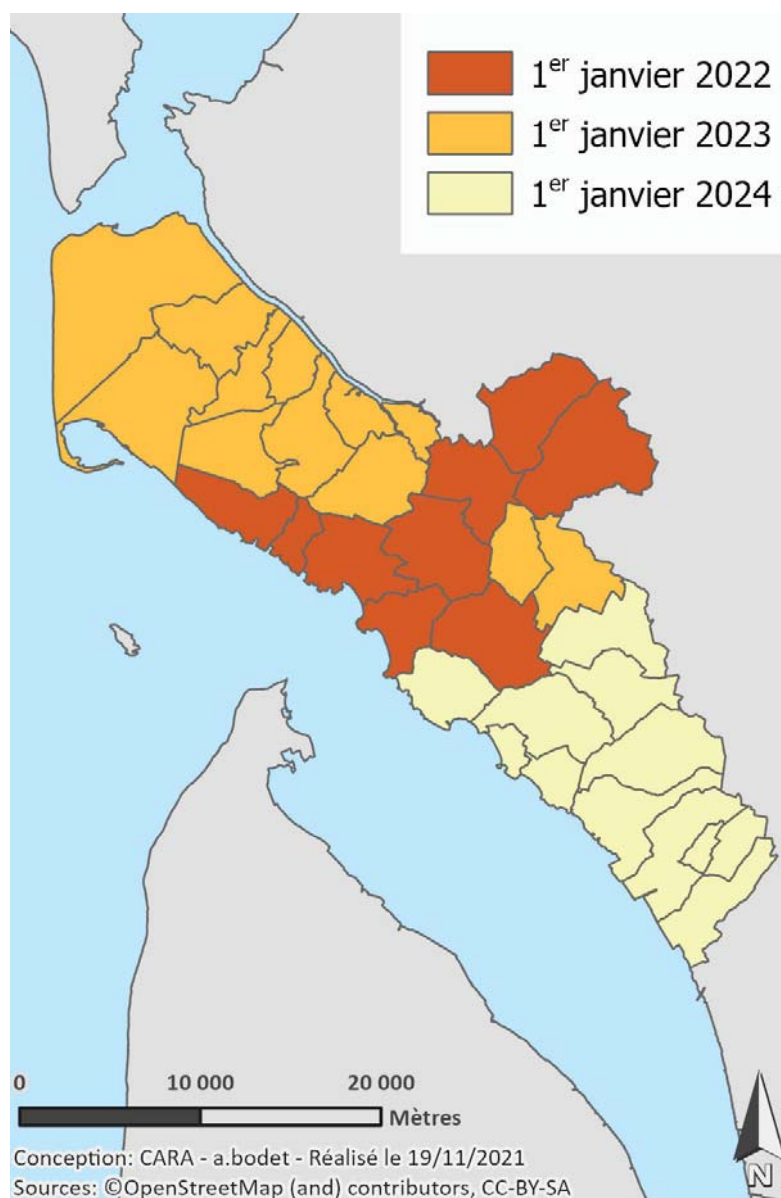 1er janvier 2022
1er janvier 2023
1er janvier 2024
0 10 000 20 000
Mètres
N
Conception: CARA - a.bodet - Réalisé le 19/11/2021
Sources: ©OpenStreetMap (and) contributors, CC-BY-SA